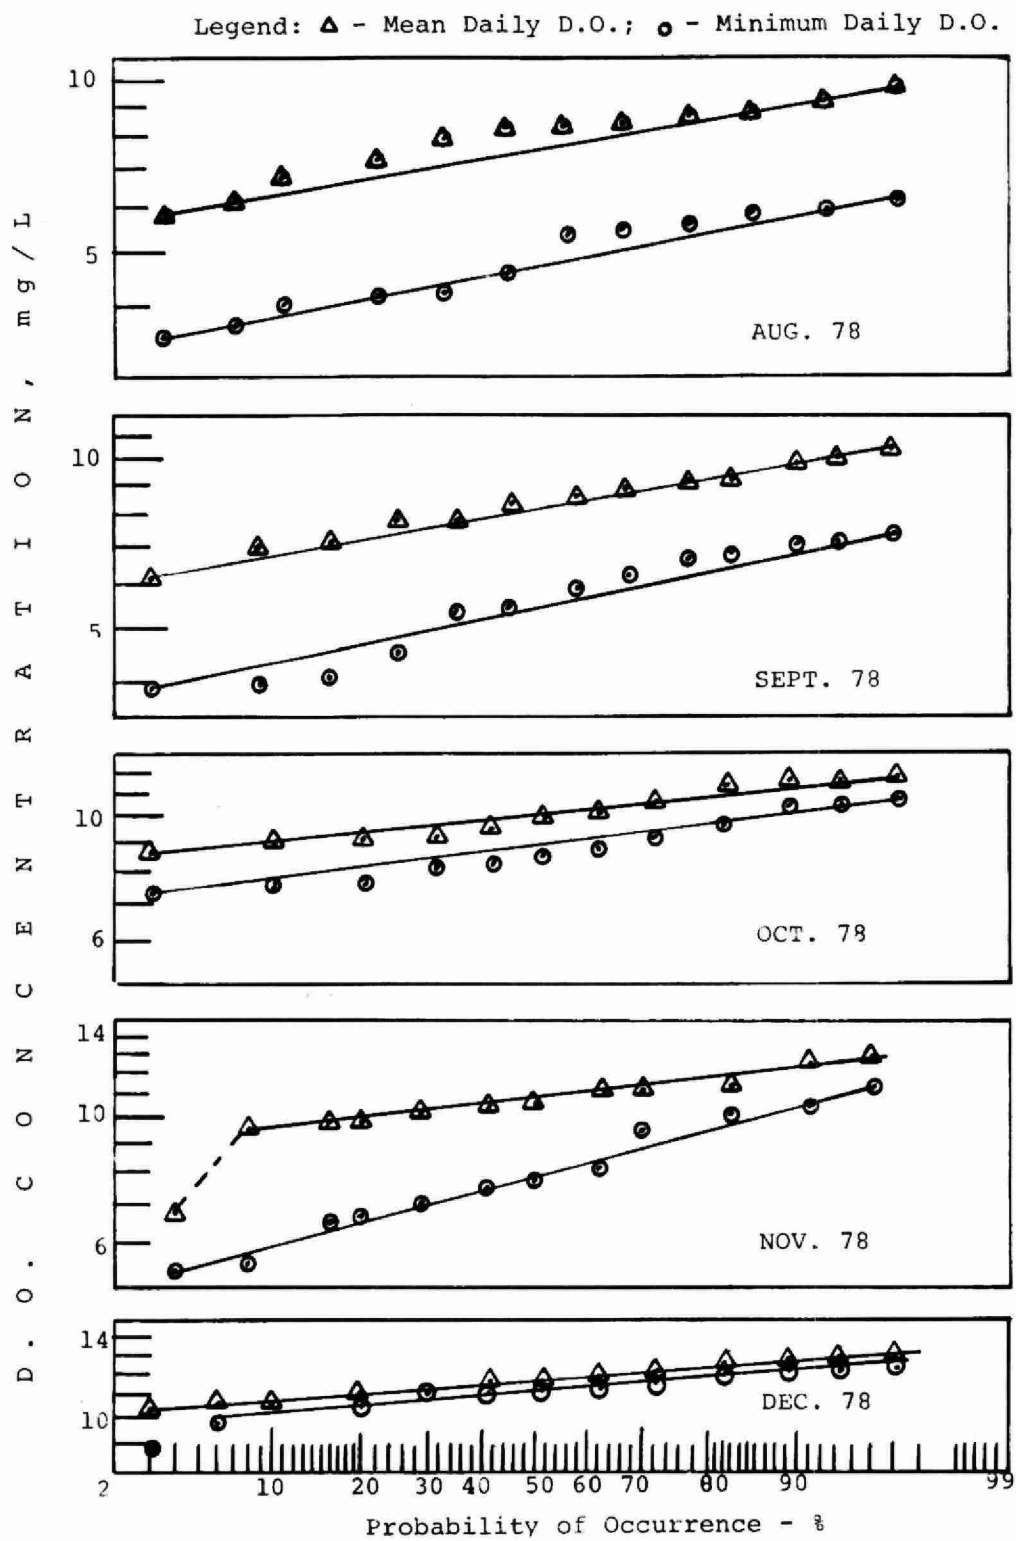 Legend: △ - Mean Daily D.O.; ⊙ - Minimum Daily D.O.
D.O. CONCENTRATION, mg/L
10
5
AUG. 78
10
5
SEPT. 78
10
6
OCT. 78
14
10
6
NOV. 78
14
10
DEC. 78
2 10 20 30 40 50 60 70 80 90 99
Probability of Occurrence - %